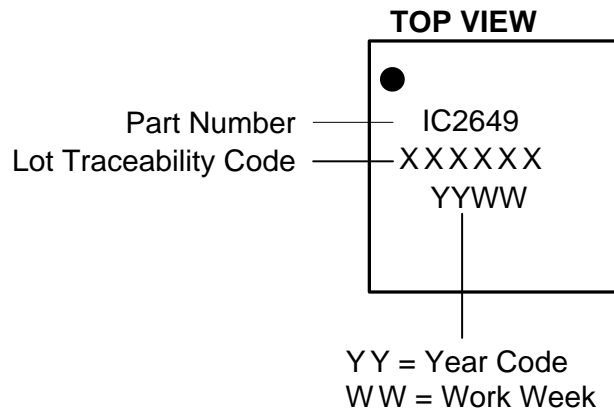 TOP VIEW
Part Number
IC2649
Lot Traceability Code
XXXXXX
YYWW
YY = Year Code
WW = Work Week